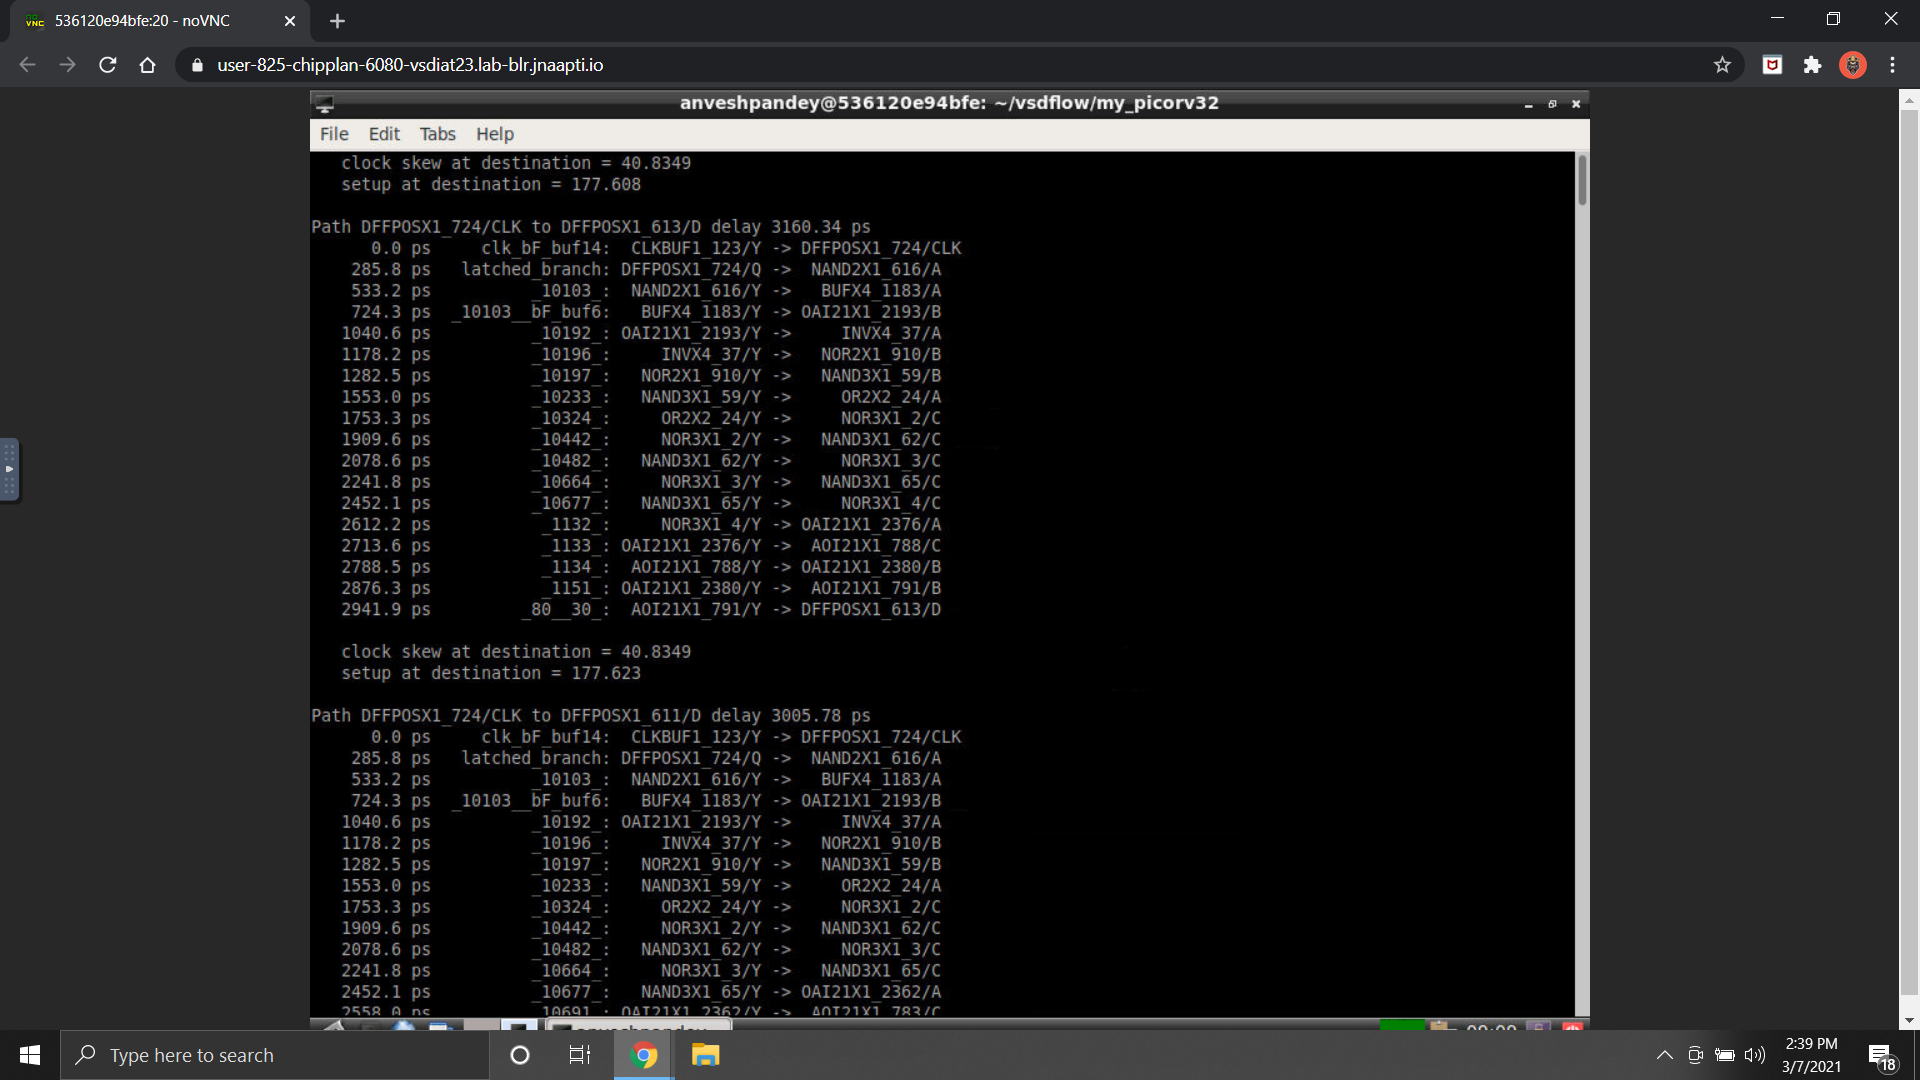 536120e94bfe:20 - noVNC
user-825-chipplan-6080-vsdiat23.lab-blr.jnaapti.io
anveshpandey@536120e94bfe: ~/vsdflow/my_picorv32
File Edit Tabs Help
clock skew at destination = 40.8349
setup at destination = 177.608
Path DFFPOSX1_724/CLK to DFFPOSX1_613/D delay 3160.34 ps
0.0 ps clk_bF_buf14: CLKBUF1_123/Y -> DFFPOSX1_724/CLK
285.8 ps latched_branch: DFFPOSX1_724/Q -> NAND2X1_616/A
533.2 ps _10103_: NAND2X1_616/Y -> BUFX4_1183/A
724.3 ps _10103__bF_buf6: BUFX4_1183/Y -> OAI21X1_2193/B
1040.6 ps _10192_: OAI21X1_2193/Y -> INVX4_37/A
1178.2 ps _10196_: INVX4_37/Y -> NOR2X1_910/B
1282.5 ps _10197_: NOR2X1_910/Y -> NAND3X1_59/B
1553.0 ps _10233_: NAND3X1_59/Y -> OR2X2_24/A
1753.3 ps _10324_: OR2X2_24/Y -> NOR3X1_2/C
1909.6 ps _10442_: NOR3X1_2/Y -> NAND3X1_62/C
2078.6 ps _10482_: NAND3X1_62/Y -> NOR3X1_3/C
2241.8 ps _10664_: NOR3X1_3/Y -> NAND3X1_65/C
2452.1 ps _10677_: NAND3X1_65/Y -> NOR3X1_4/C
2612.2 ps _1132_: NOR3X1_4/Y -> OAI21X1_2376/A
2713.6 ps _1133_: OAI21X1_2376/Y -> AOI21X1_788/C
2788.5 ps _1134_: AOI21X1_788/Y -> OAI21X1_2380/B
2876.3 ps _1151_: OAI21X1_2380/Y -> AOI21X1_791/B
2941.9 ps _80__30_: AOI21X1_791/Y -> DFFPOSX1_613/D
clock skew at destination = 40.8349
setup at destination = 177.623
Path DFFPOSX1_724/CLK to DFFPOSX1_611/D delay 3005.78 ps
0.0 ps clk_bF_buf14: CLKBUF1_123/Y -> DFFPOSX1_724/CLK
285.8 ps latched_branch: DFFPOSX1_724/Q -> NAND2X1_616/A
533.2 ps _10103_: NAND2X1_616/Y -> BUFX4_1183/A
724.3 ps _10103__bF_buf6: BUFX4_1183/Y -> OAI21X1_2193/B
1040.6 ps _10192_: OAI21X1_2193/Y -> INVX4_37/A
1178.2 ps _10196_: INVX4_37/Y -> NOR2X1_910/B
1282.5 ps _10197_: NOR2X1_910/Y -> NAND3X1_59/B
1553.0 ps _10233_: NAND3X1_59/Y -> OR2X2_24/A
1753.3 ps _10324_: OR2X2_24/Y -> NOR3X1_2/C
1909.6 ps _10442_: NOR3X1_2/Y -> NAND3X1_62/C
2078.6 ps _10482_: NAND3X1_62/Y -> NOR3X1_3/C
2241.8 ps _10664_: NOR3X1_3/Y -> NAND3X1_65/C
2452.1 ps _10677_: NAND3X1_65/Y -> OAI21X1_2362/A
2558.0 ps _10691_: OAI21X1_2362/Y -> AOI21X1_783/C
Type here to search
2:39 PM
3/7/2021
18